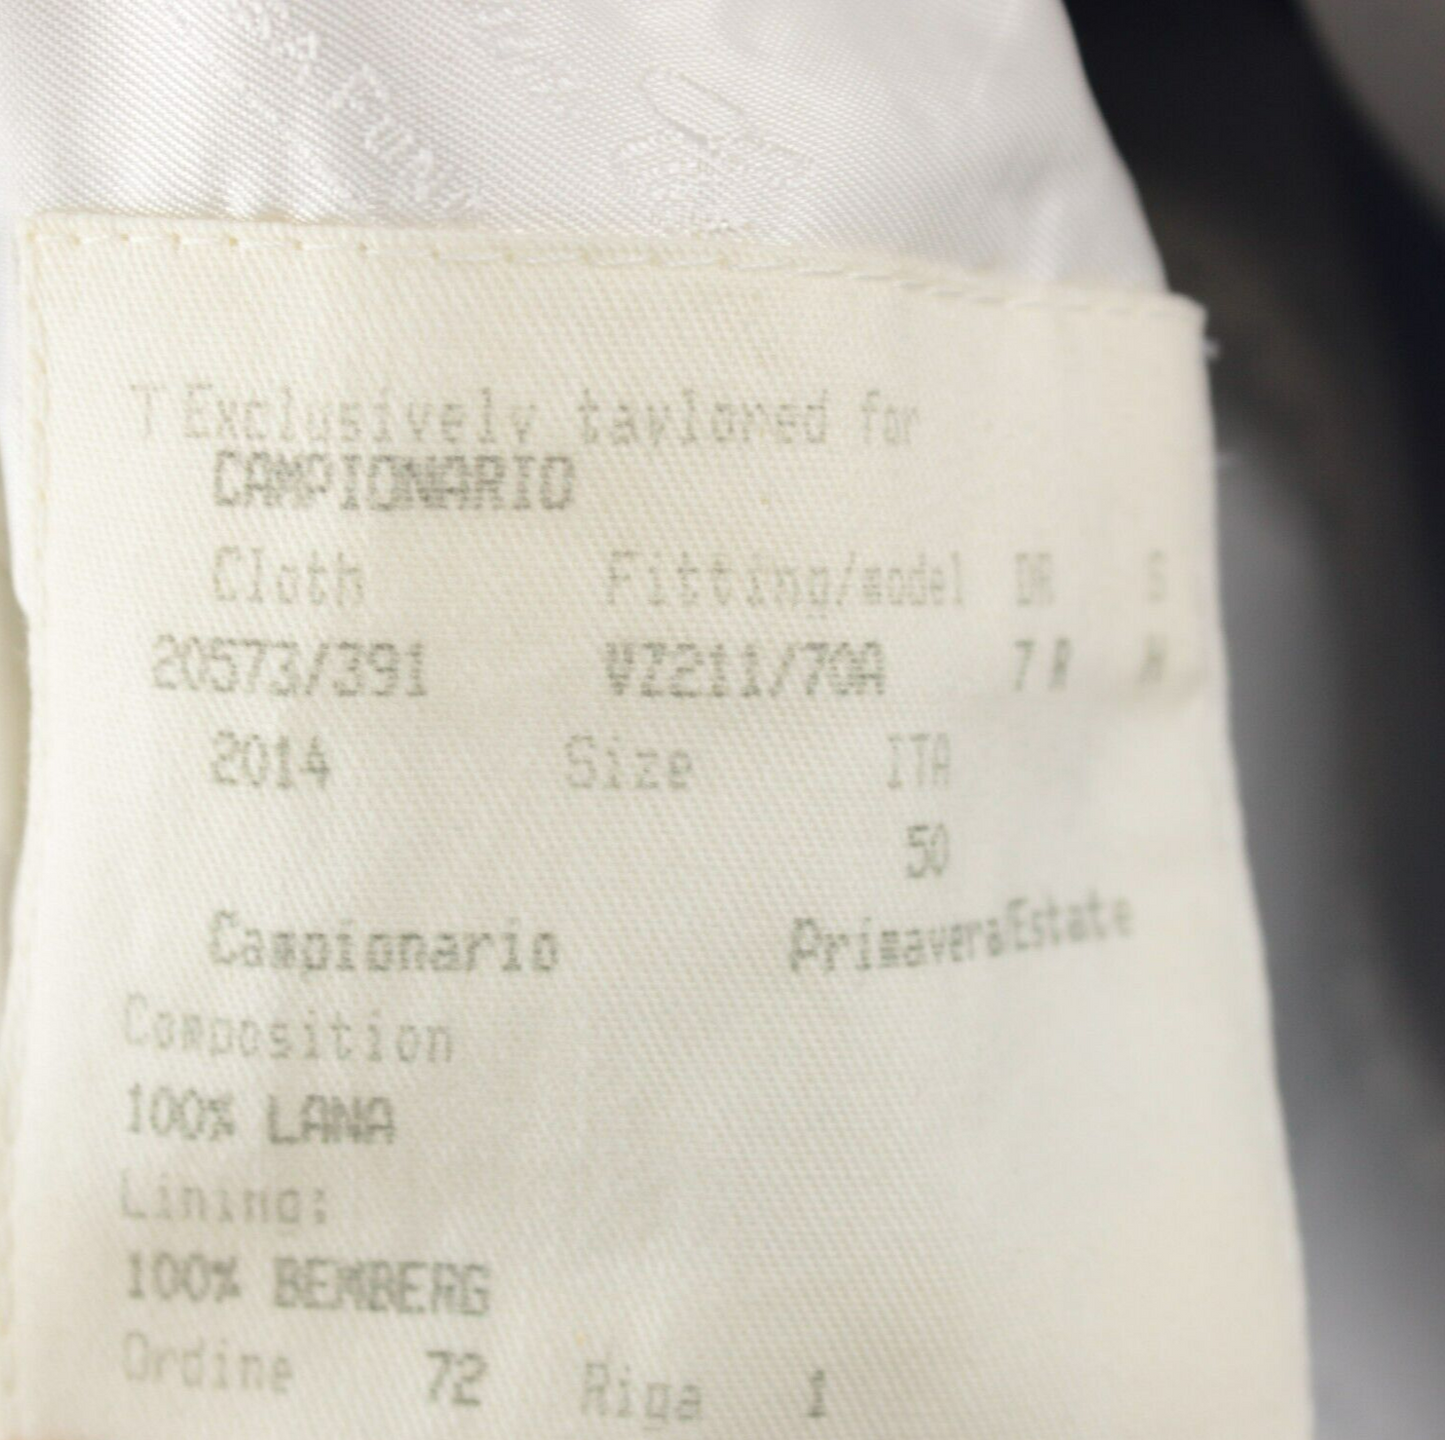 T Exclusively taylored for
CAMPIONARIO
Cloth Fitting/model DR S
20573/391 VZ211/70A 7 R M
2014 Size ITA
50
Campionario PrimaveraEstate
Composition
100% LANA
Lining:
100% BEMBERG
Ordine 72 Riga 1